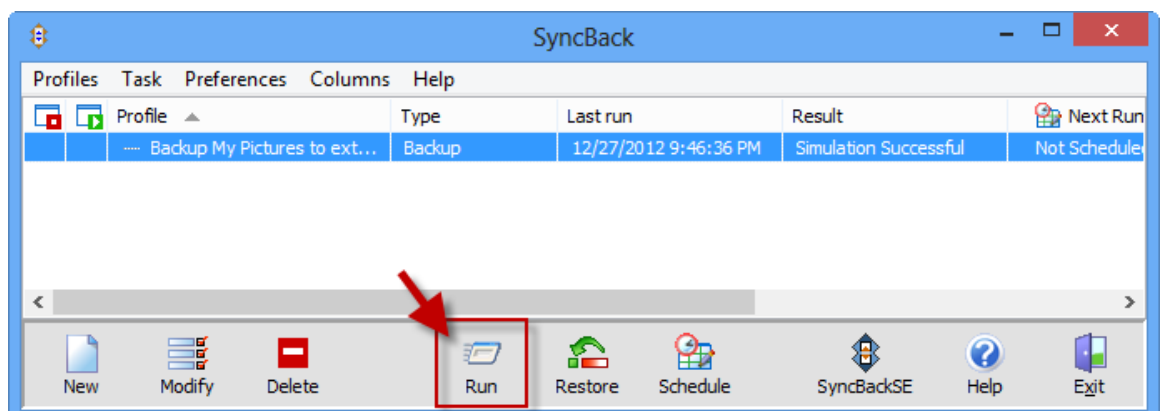 SyncBack
Profiles Task Preferences Columns Help
Profile Type Last run Result Next Run
Backup My Pictures to ext... Backup 12/27/2012 9:46:36 PM Simulation Successful Not Schedule
New Modify Delete Run Restore Schedule SyncBackSE Help Exit